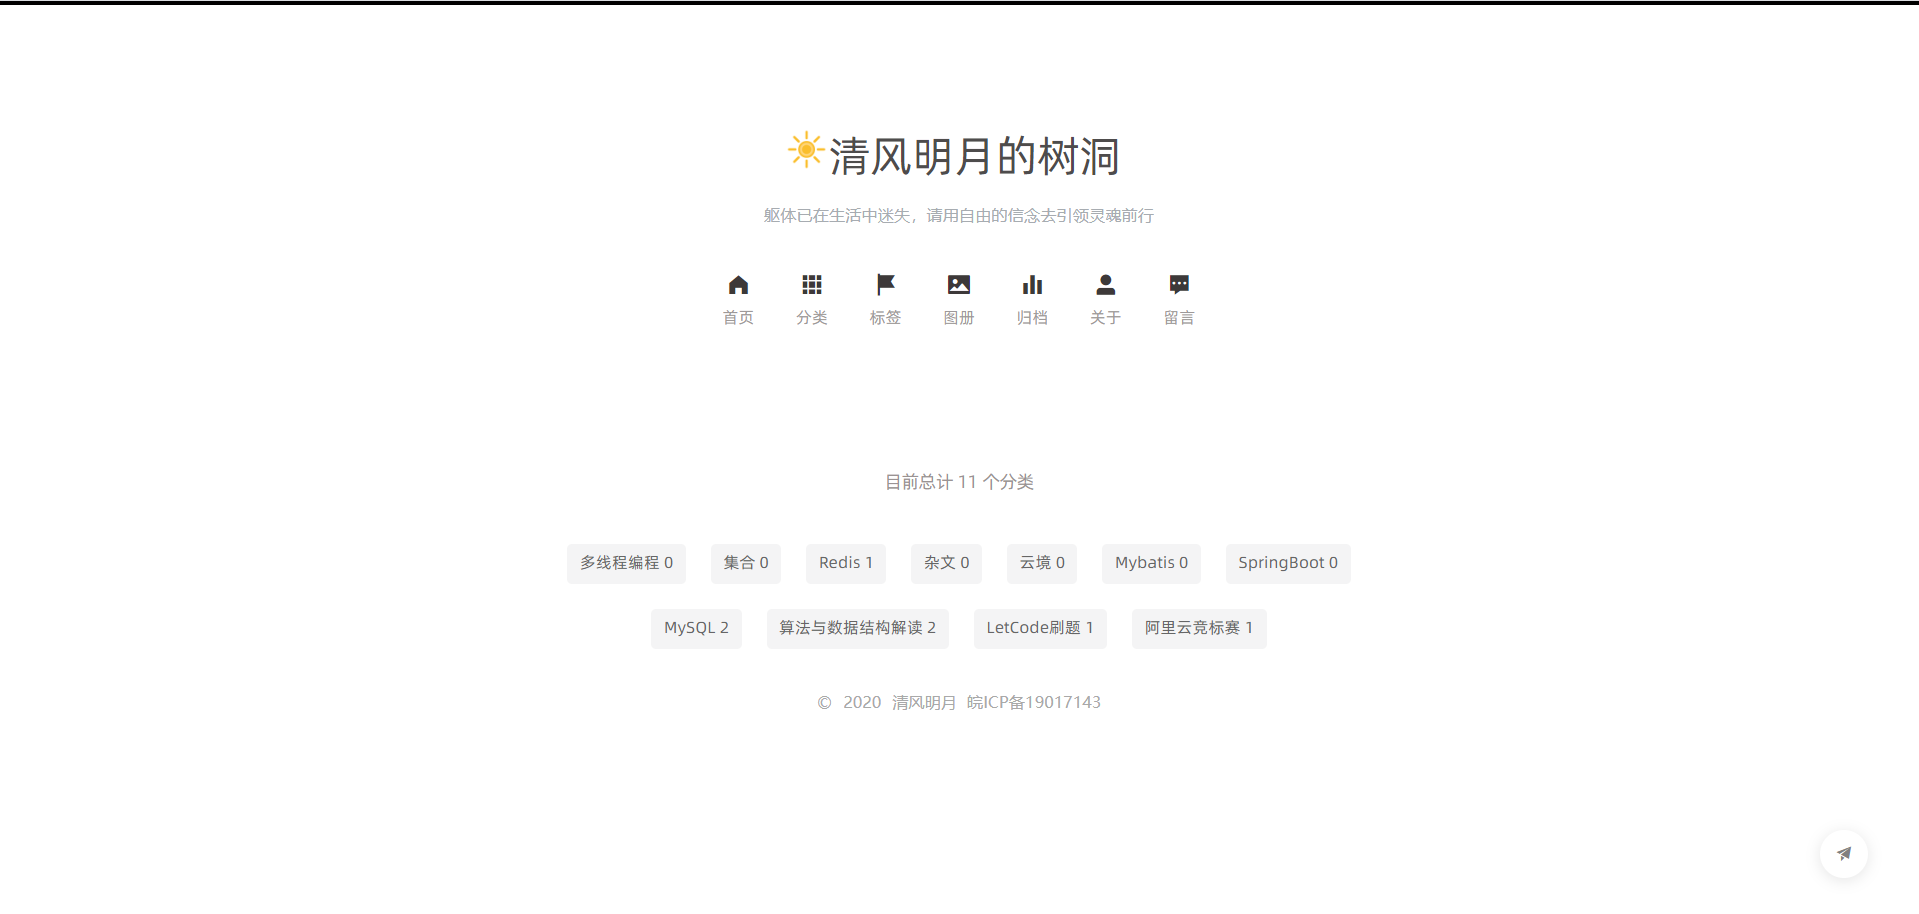 清风明月的树洞
躯体已在生活中迷失，请用自由的信念去引领灵魂前行
首页 分类 标签 图册 归档 关于 留言
目前总计 11 个分类
多线程编程 0 集合 0 Redis 1 杂文 0 云境 0 Mybatis 0 SpringBoot 0
MySQL 2 算法与数据结构解读 2 LetCode刷题 1 阿里云竞标赛 1
© 2020 清风明月 皖ICP备19017143